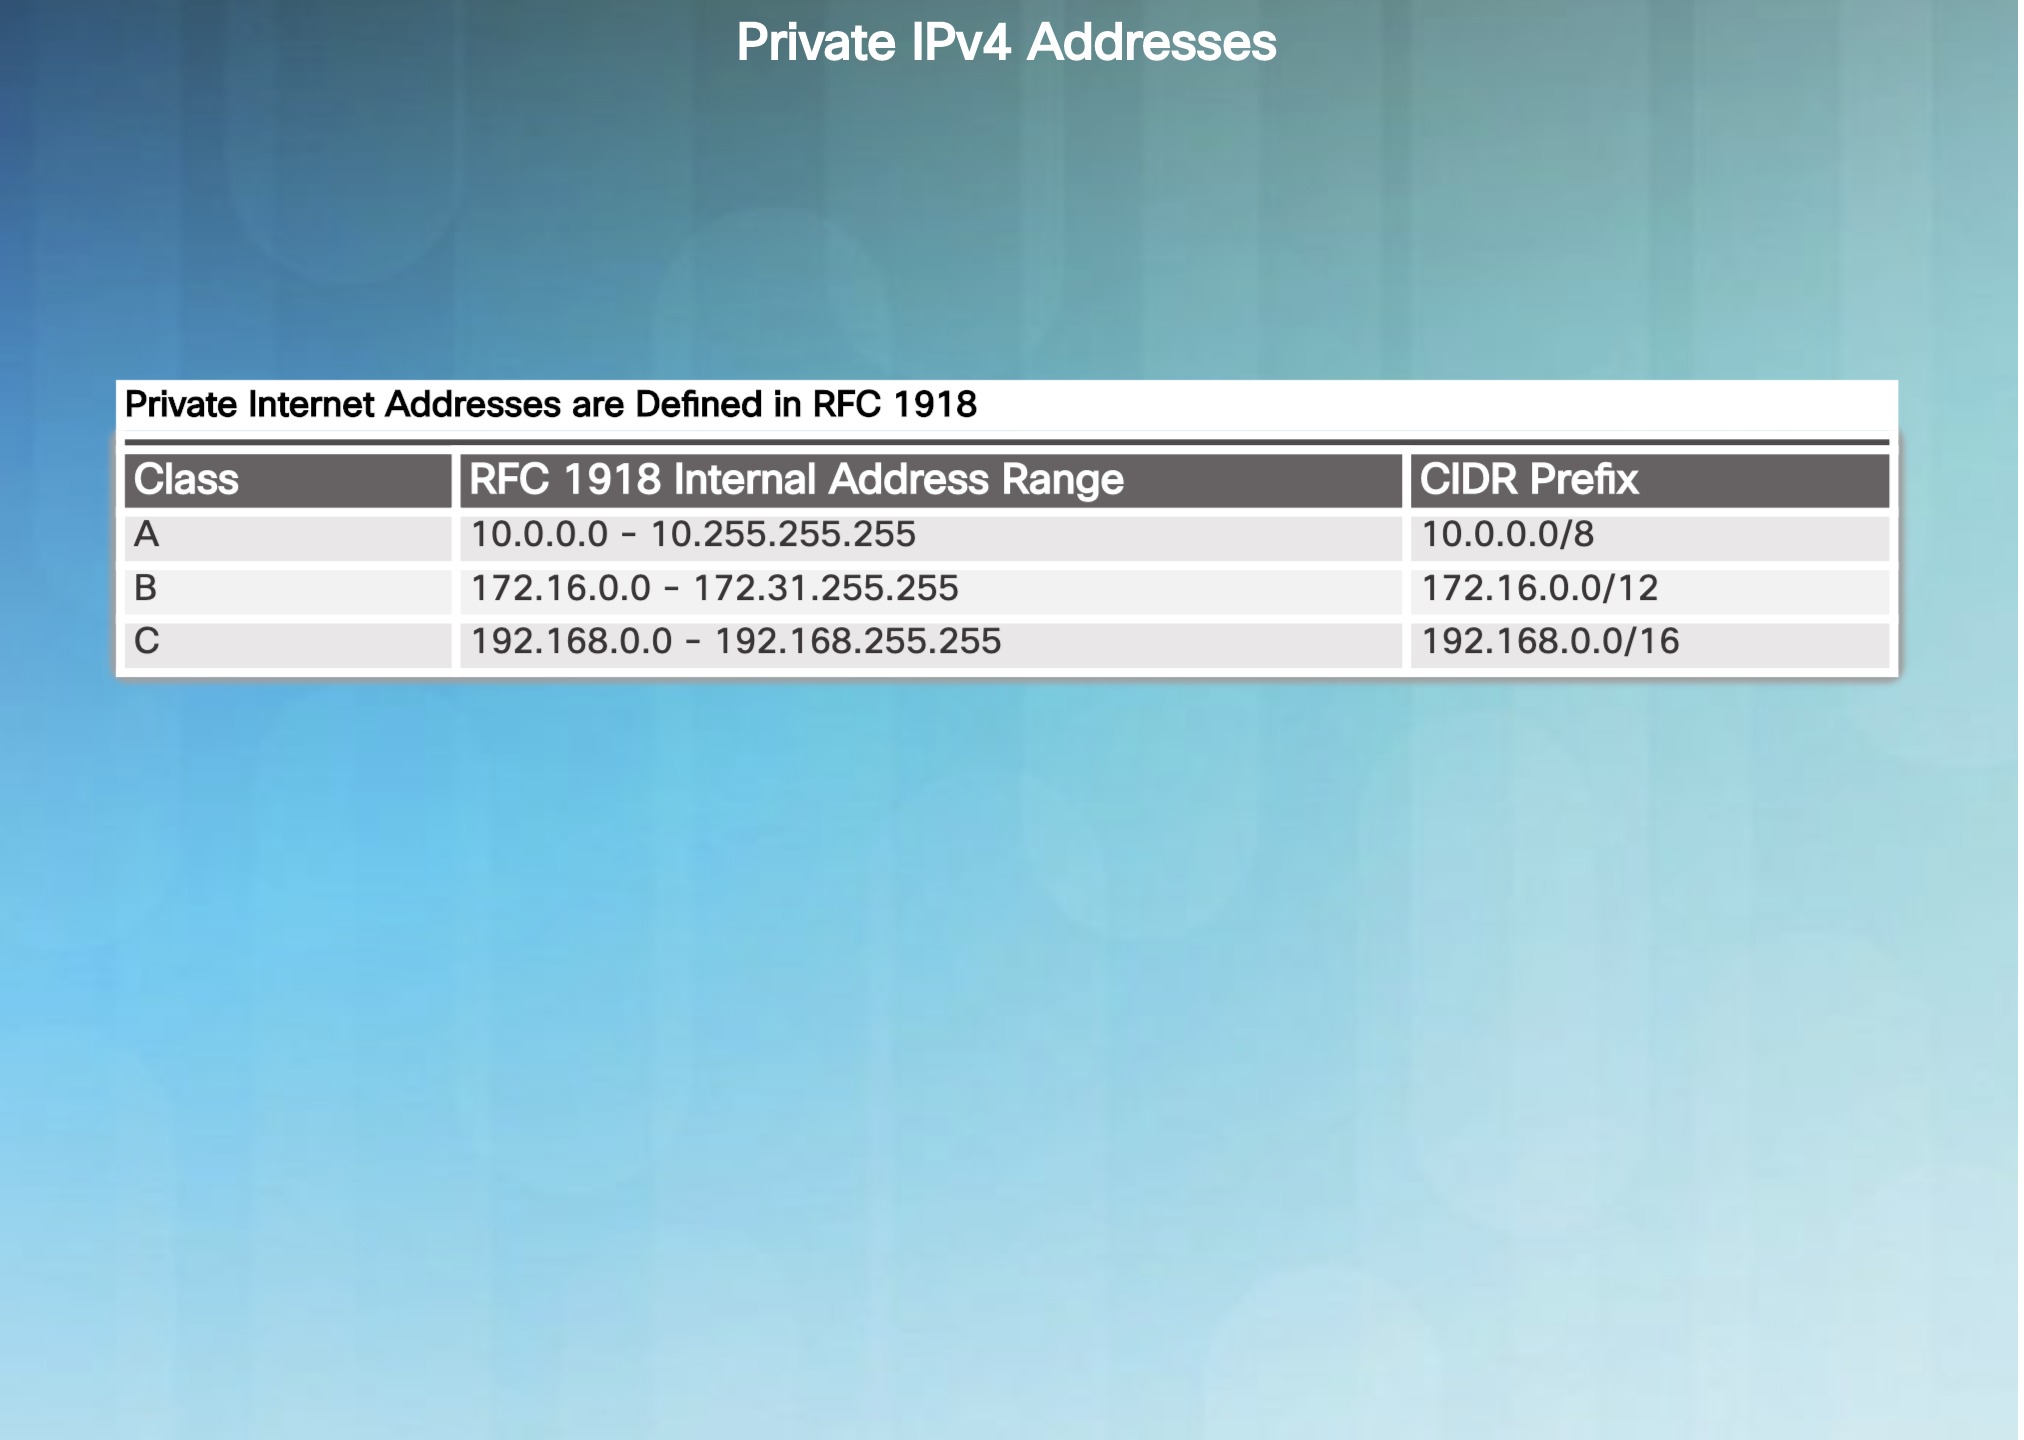 Private IPv4 Addresses
Private Internet Addresses are Defined in RFC 1918
Class RFC 1918 Internal Address Range CIDR Prefix
A 10.0.0.0 - 10.255.255.255 10.0.0.0/8
B 172.16.0.0 - 172.31.255.255 172.16.0.0/12
C 192.168.0.0 - 192.168.255.255 192.168.0.0/16